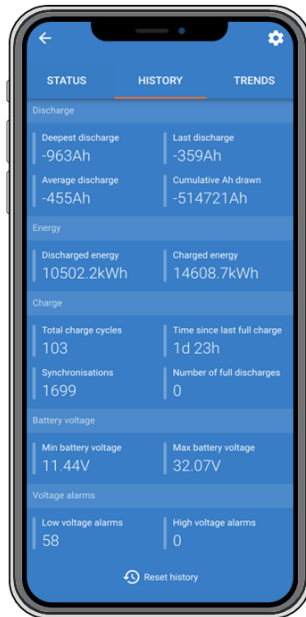 STATUS HISTORY TRENDS
Discharge
Deepest discharge Last discharge
-963Ah -359Ah
Average discharge Cumulative Ah drawn
-455Ah -514721Ah
Energy
Discharged energy Charged energy
10502.2kWh 14608.7kWh
Charge
Total charge cycles Time since last full charge
103 1d 23h
Synchronisations Number of full discharges
1699 0
Battery voltage
Min battery voltage Max battery voltage
11.44V 32.07V
Voltage alarms
Low voltage alarms High voltage alarms
58 0
Reset history